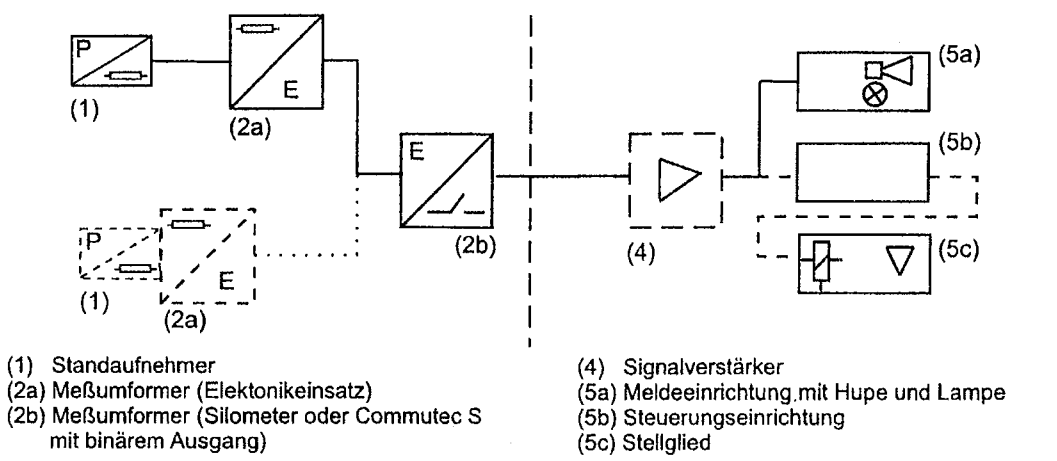 P
(1)
E
(2a)
E
(2b)
P
(1)
E
(2a)
(4)
(5a)
(5b)
(5c)
(1) Standaufnehmer
(2a) Meßumformer (Elektonikeinsatz)
(2b) Meßumformer (Silometer oder Commutec S
mit binärem Ausgang)
(4) Signalverstärker
(5a) Meldeeinrichtung mit Hupe und Lampe
(5b) Steuerungseinrichtung
(5c) Stellglied